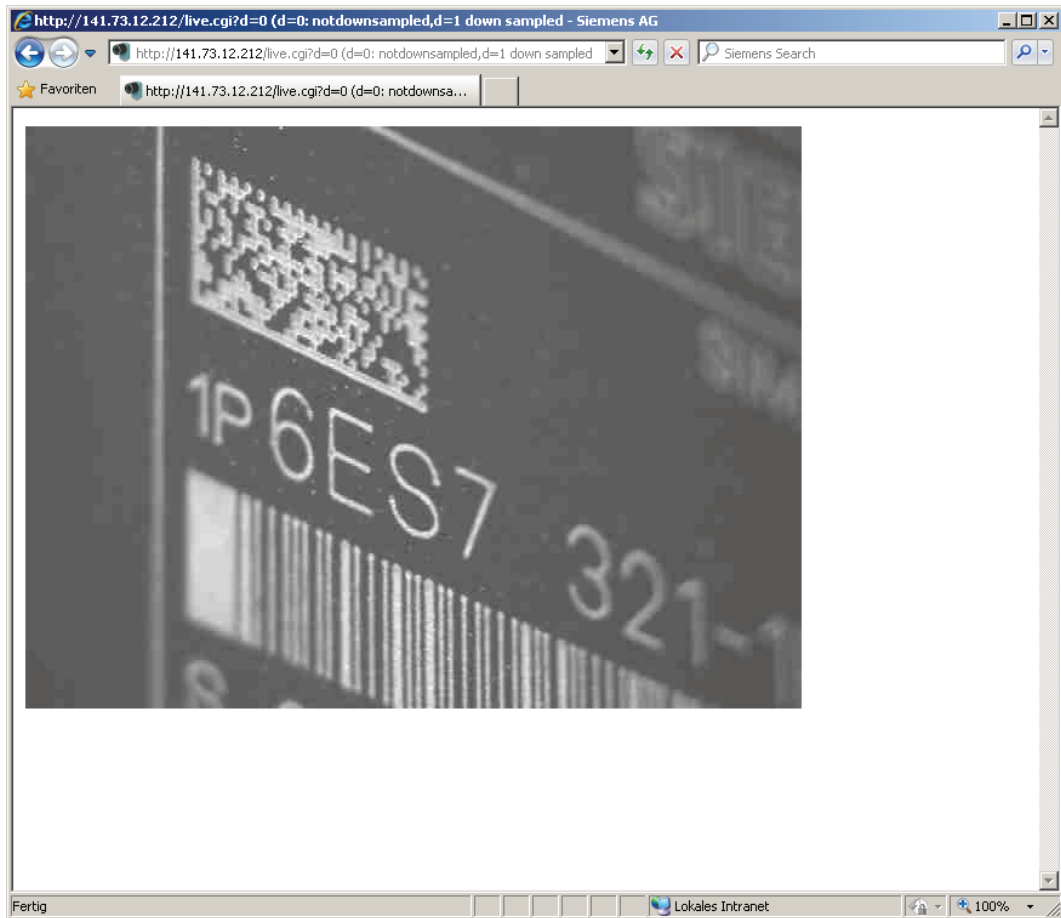 http://141.73.12.212/live.cgi?d=0 (d=0: notdownsampled,d=1 down sampled - Siemens AG
http://141.73.12.212/live.cgi?d=0 (d=0: notdownsampled,d=1 down sampled
Siemens Search
Favoriten
http://141.73.12.212/live.cgi?d=0 (d=0: notdownsa...
SIM
1P 6ES7 321-1
S
Fertig
Lokales Intranet
100%